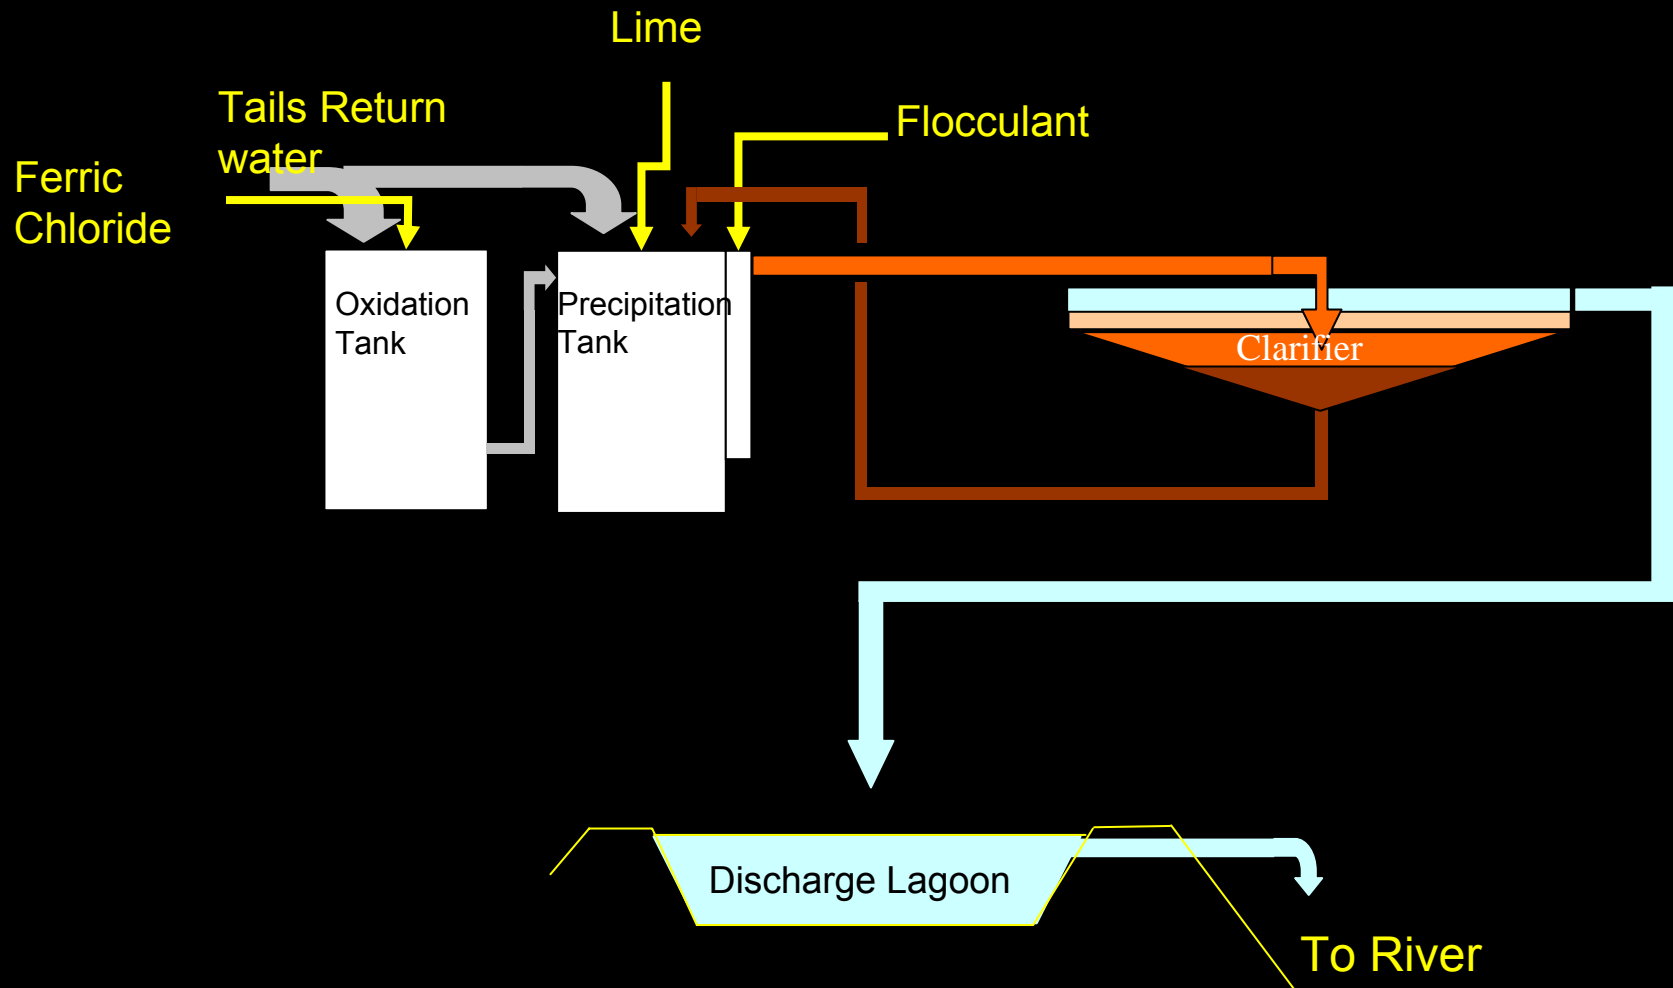 Lime
Tails Return
water
Flocculant
Ferric
Chloride
Oxidation
Tank
Precipitation
Tank
Clarifier
Discharge Lagoon
To River